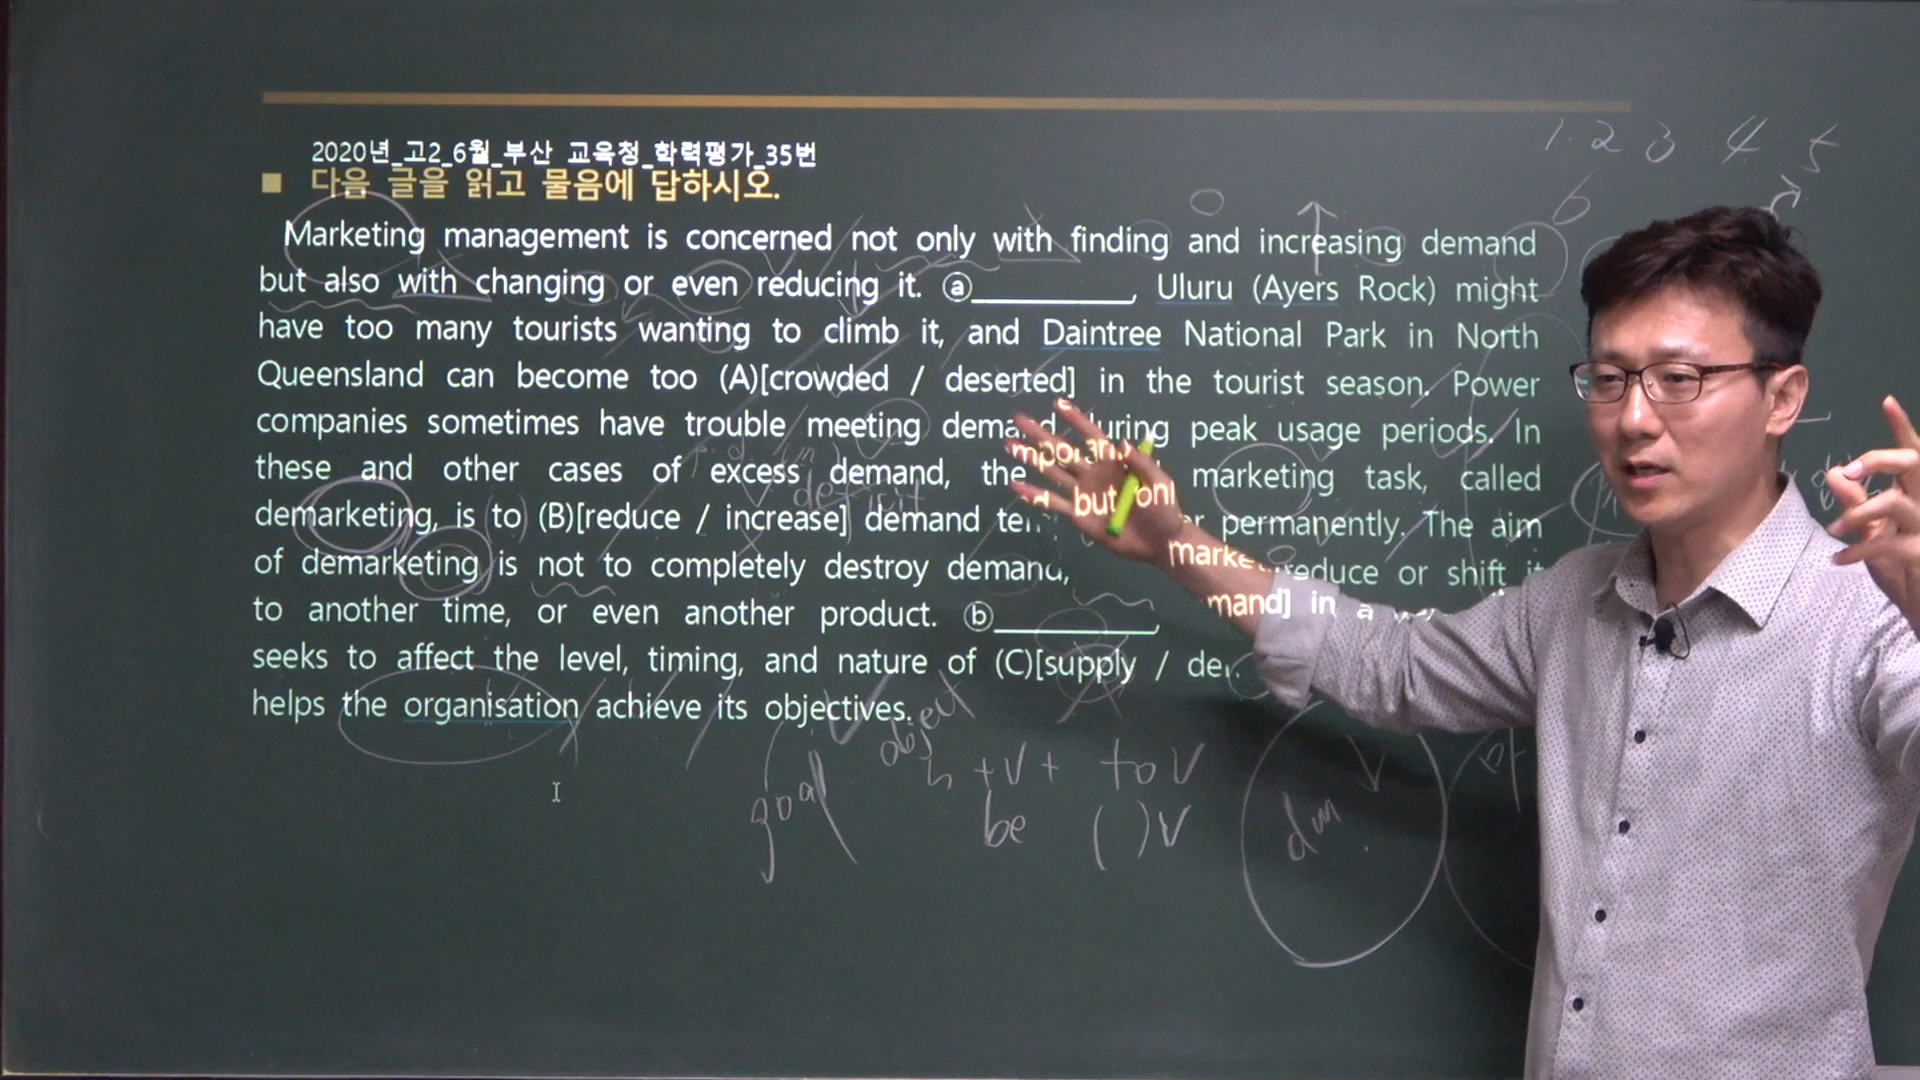 2020년_고2_6월_부산 교육청_학력평가_35번
■ 다음 글을 읽고 물음에 답하시오.
1 2 3 4 5
6
Marketing management is concerned not only with finding and increasing demand
but also with changing or even reducing it. ⓐ__________, Uluru (Ayers Rock) might
have too many tourists wanting to climb it, and Daintree National Park in North
Queensland can become too (A)[crowded / deserted] in the tourist season. Power
companies sometimes have trouble meeting demand during peak usage periods. In
these and other cases of excess demand, the marketing task, called
deficit
demarketing, is to (B)[reduce / increase] demand permanently. The aim
of demarketing is not to completely destroy demand, but only reduce or shift it
to another time, or even another product. ⓑ__________, market
seeks to affect the level, timing, and nature of (C)[supply / demand] in a
helps the organisation achieve its objectives.
object
goal
s + V + to V
be ( ) V
dm V